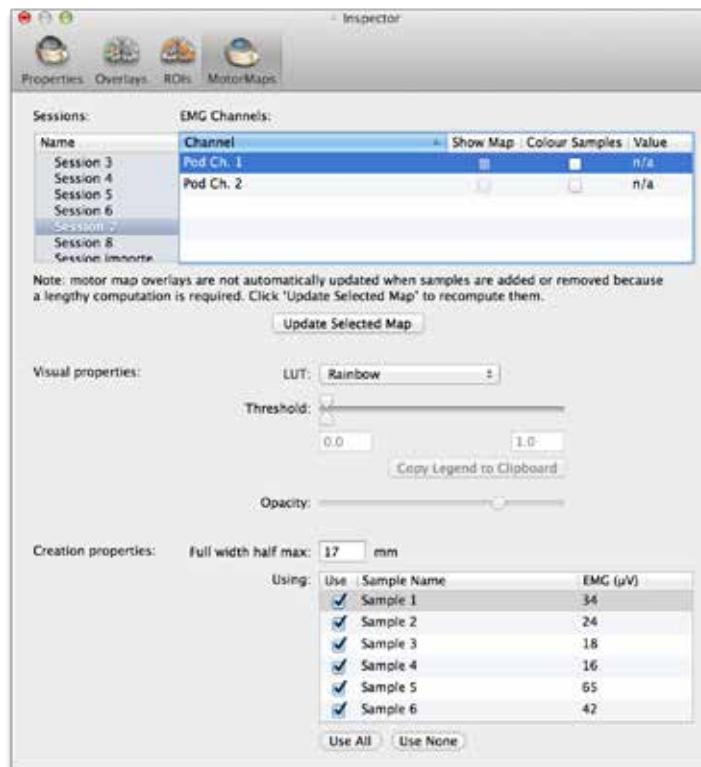 Inspector
Properties Overlays ROIs MotorMaps
Sessions: EMG Channels:
Name Channel Show Map Colour Samples Value
Session 3 Pod Ch. 1 n/a
Session 4 Pod Ch. 2 n/a
Session 5
Session 6
Session 7
Session 8
Session importe
Note: motor map overlays are not automatically updated when samples are added or removed because
a lengthy computation is required. Click 'Update Selected Map' to recompute them.
Update Selected Map
Visual properties: LUT: Rainbow
Threshold:
0.0 1.0
Copy Legend to Clipboard
Opacity:
Creation properties: Full width half max: 17 mm
Using: Use Sample Name EMG (µV)
Sample 1 34
Sample 2 24
Sample 3 18
Sample 4 16
Sample 5 65
Sample 6 42
Use All Use None